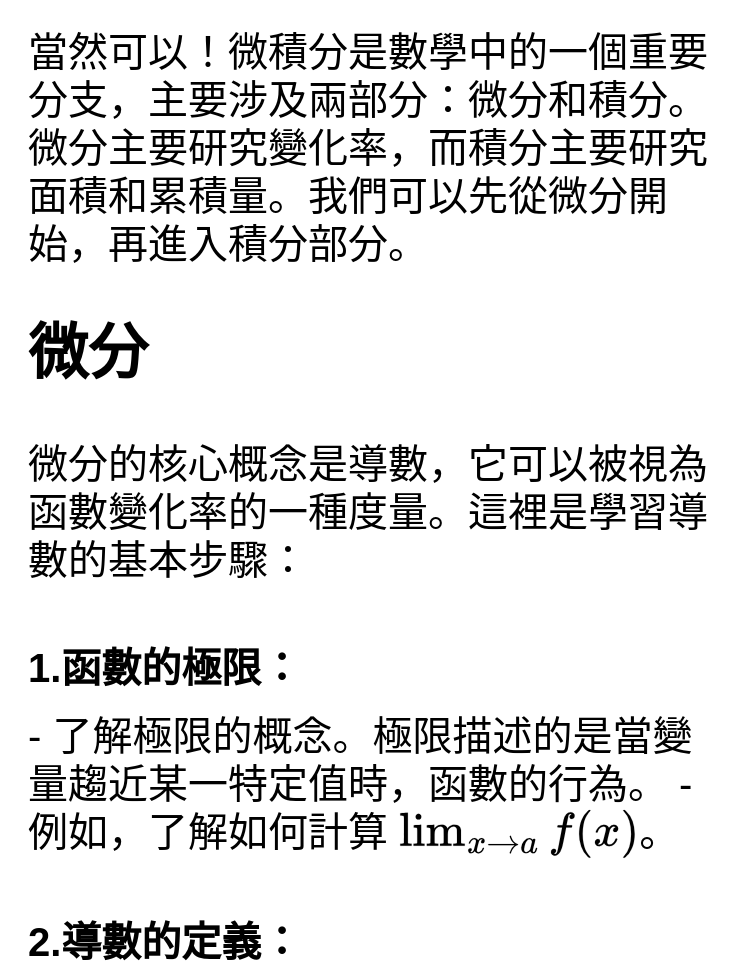 當然可以！微積分是數學中的一個重要
分支，主要涉及兩部分：微分和積分。
微分主要研究變化率，而積分主要研究
面積和累積量。我們可以先從微分開
始，再進入積分部分。
微分
微分的核心概念是導數，它可以被視為
函數變化率的一種度量。這裡是學習導
數的基本步驟：
1.函數的極限：
- 了解極限的概念。極限描述的是當變
量趨近某一特定值時，函數的行為。 -
例如，了解如何計算 lim_{x→a} f(x)。
2.導數的定義：